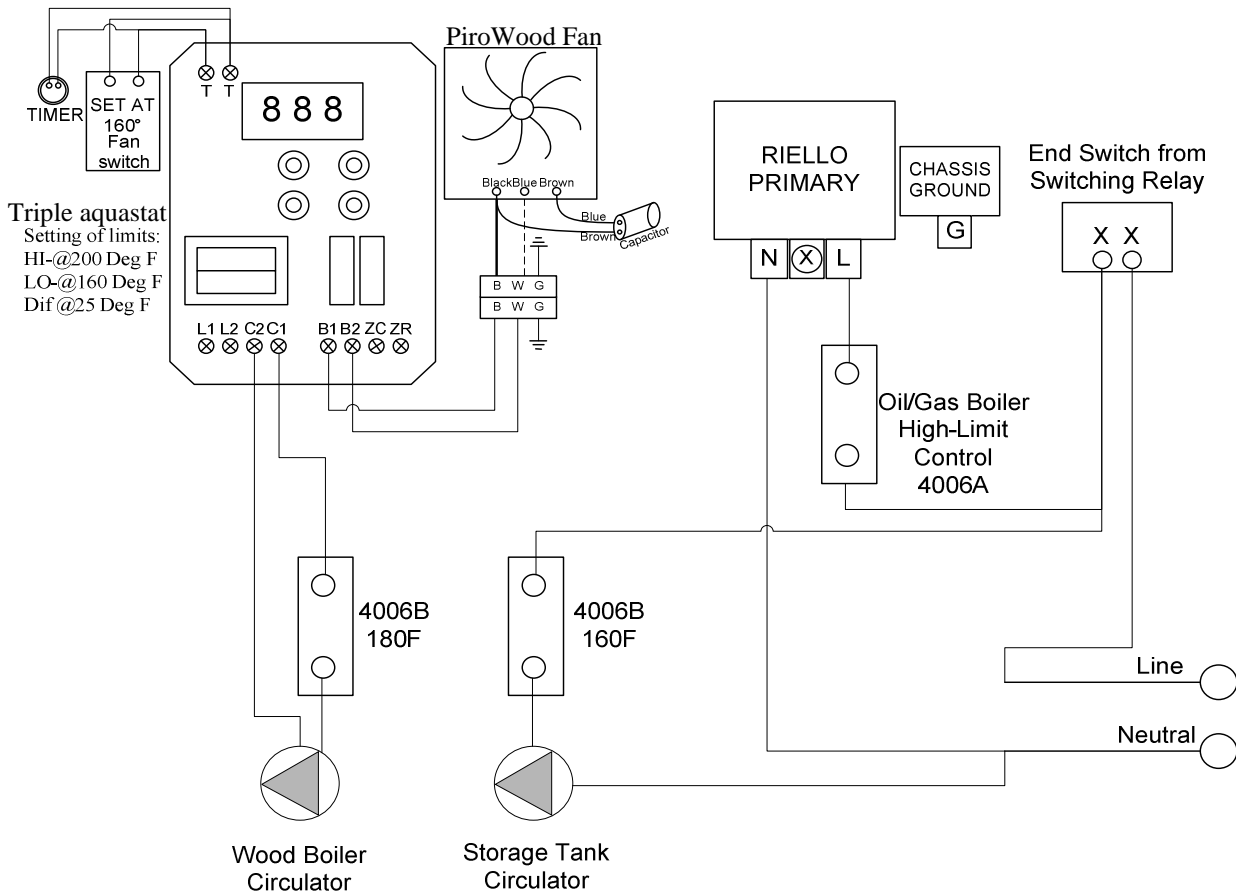 PiroWood Fan
TIMER
SET AT
160°
Fan
switch
T T
8 8 8
Triple aquastat
Setting of limits:
HI-@200 Deg F
LO-@160 Deg F
Dif @25 Deg F
L1 L2 C2 C1 B1 B2 ZC ZR
Black Blue Brown
Blue
Brown
Capacitor
B W G
B W G
RIELLO
PRIMARY
N X L
CHASSIS
GROUND
G
End Switch from
Switching Relay
X X
Oil/Gas Boiler
High-Limit
Control
4006A
4006B
180F
4006B
160F
Line
Neutral
Wood Boiler
Circulator
Storage Tank
Circulator